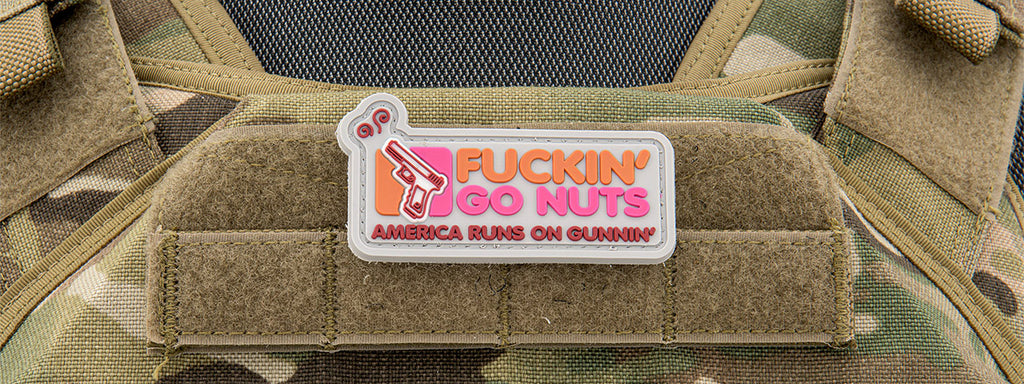 FUCKIN'
GO NUTS
AMERICA RUNS ON GUNNIN'